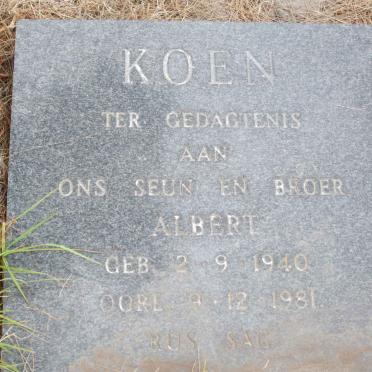 KOEN
TER GEDAGTENIS
AAN
ONS SEUN EN BROER
ALBERT
GEB. 2-9-1940
OORL. 9-12-1981.
RUS SAG